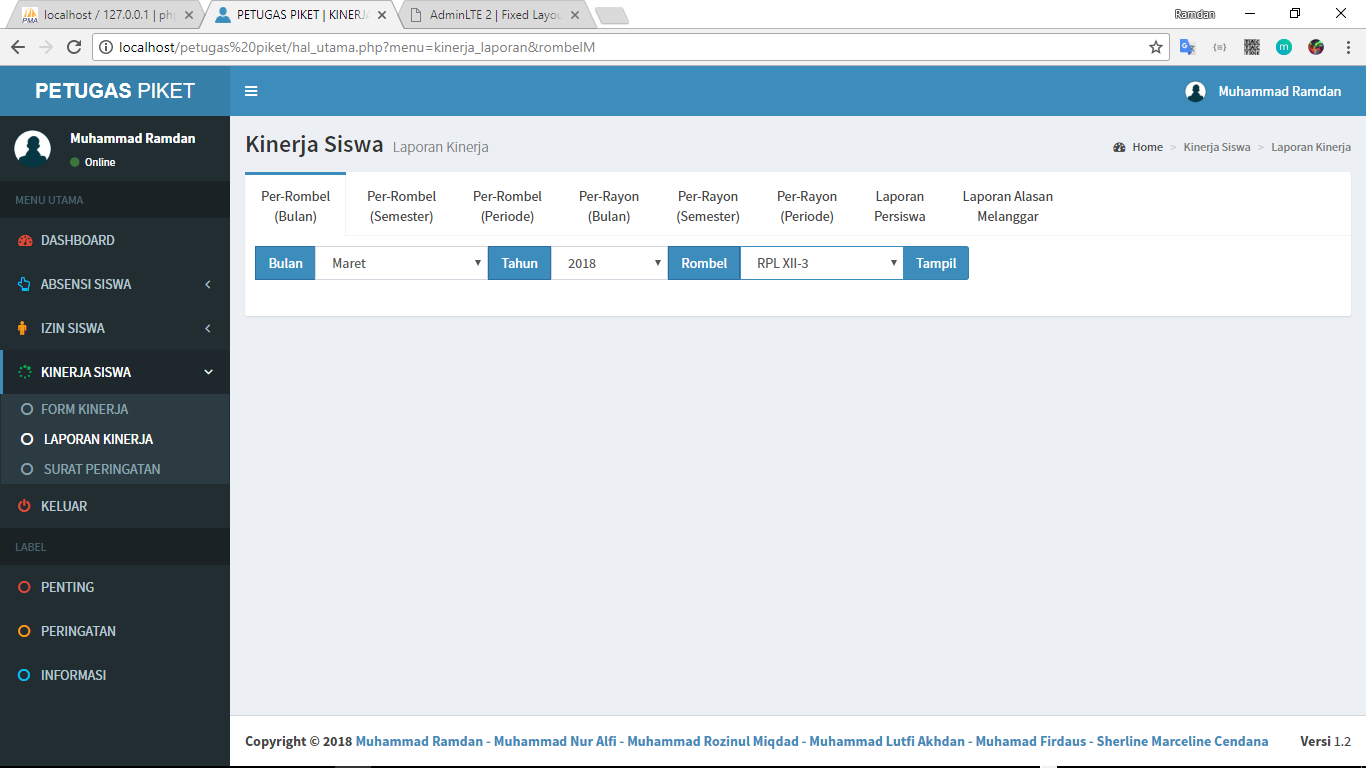 localhost / 127.0.0.1 | ph
PETUGAS PIKET | KINERJ
AdminLTE 2 | Fixed Layou
Ramdan
localhost/petugas%20piket/hal_utama.php?menu=kinerja_laporan&rombelM
PETUGAS PIKET
Muhammad Ramdan
Muhammad Ramdan
Online
MENU UTAMA
DASHBOARD
ABSENSI SISWA
IZIN SISWA
KINERJA SISWA
FORM KINERJA
LAPORAN KINERJA
SURAT PERINGATAN
KELUAR
LABEL
PENTING
PERINGATAN
INFORMASI
Kinerja Siswa Laporan Kinerja
Home > Kinerja Siswa > Laporan Kinerja
Per-Rombel
(Bulan)
Per-Rombel
(Semester)
Per-Rombel
(Periode)
Per-Rayon
(Bulan)
Per-Rayon
(Semester)
Per-Rayon
(Periode)
Laporan
Persiswa
Laporan Alasan
Melanggar
Bulan Maret Tahun 2018 Rombel RPL XII-3 Tampil
Copyright © 2018 Muhammad Ramdan - Muhammad Nur Alfi - Muhammad Rozinul Miqdad - Muhammad Lutfi Akhdan - Muhamad Firdaus - Sherline Marceline Cendana
Versi 1.2